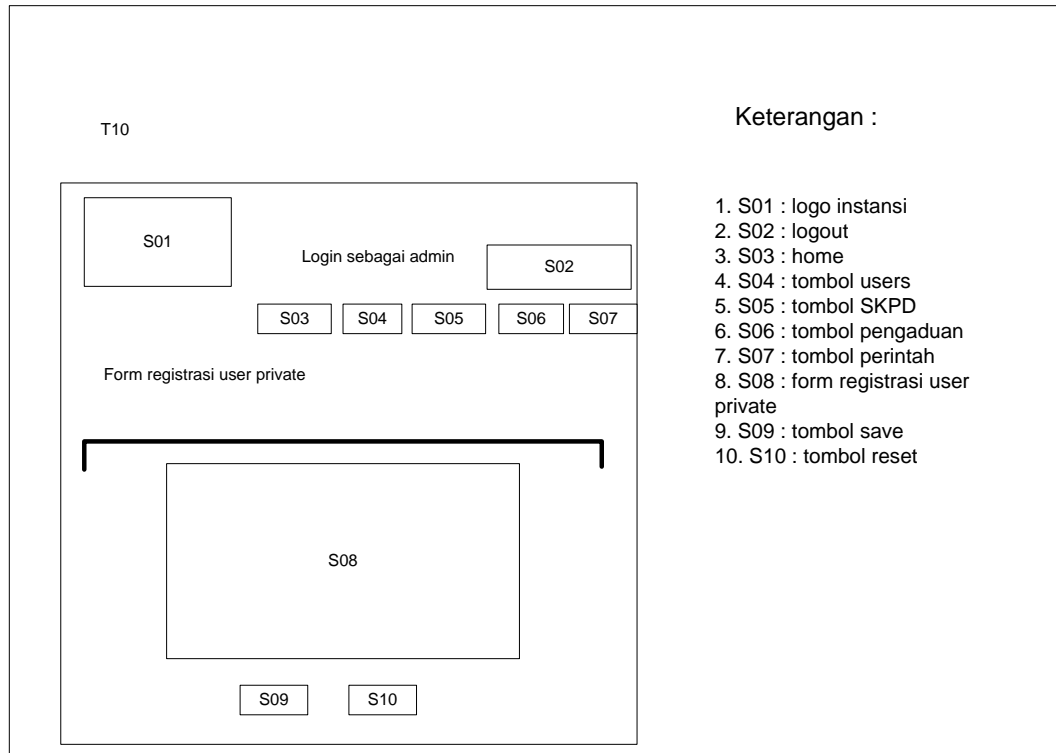 T10
S01
Login sebagai admin
S02
S03
S04
S05
S06
S07
Form registrasi user private
S08
S09
S10
Keterangan :
1. S01 : logo instansi
2. S02 : logout
3. S03 : home
4. S04 : tombol users
5. S05 : tombol SKPD
6. S06 : tombol pengaduan
7. S07 : tombol perintah
8. S08 : form registrasi user
private
9. S09 : tombol save
10. S10 : tombol reset